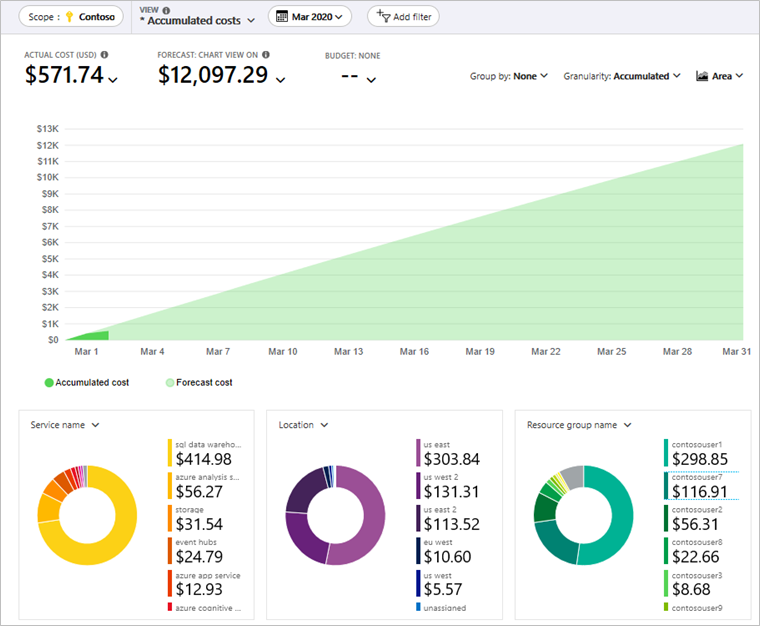 Scope : Contoso
VIEW
* Accumulated costs
Mar 2020
Add filter
ACTUAL COST (USD)
$571.74
FORECAST: CHART VIEW ON
$12,097.29
BUDGET: NONE
--
Group by: None
Granularity: Accumulated
Area
$13K
$12K
$11K
$10K
$9K
$8K
$7K
$6K
$5K
$4K
$3K
$2K
$1K
$0
Mar 1 Mar 4 Mar 7 Mar 10 Mar 13 Mar 16 Mar 19 Mar 22 Mar 25 Mar 28 Mar 31
Accumulated cost Forecast cost
Service name
sql data wareho...
$414.98
azure analysis s...
$56.27
storage
$31.54
event hubs
$24.79
azure app service
$12.93
azure cognitive ...
Location
us east
$303.84
us west 2
$131.31
us east 2
$113.52
eu west
$10.60
us west
$5.57
unassigned
Resource group name
contosouser1
$298.85
contosouser7
$116.91
contosouser2
$56.31
contosouser8
$22.66
contosouser3
$8.68
contosouser9